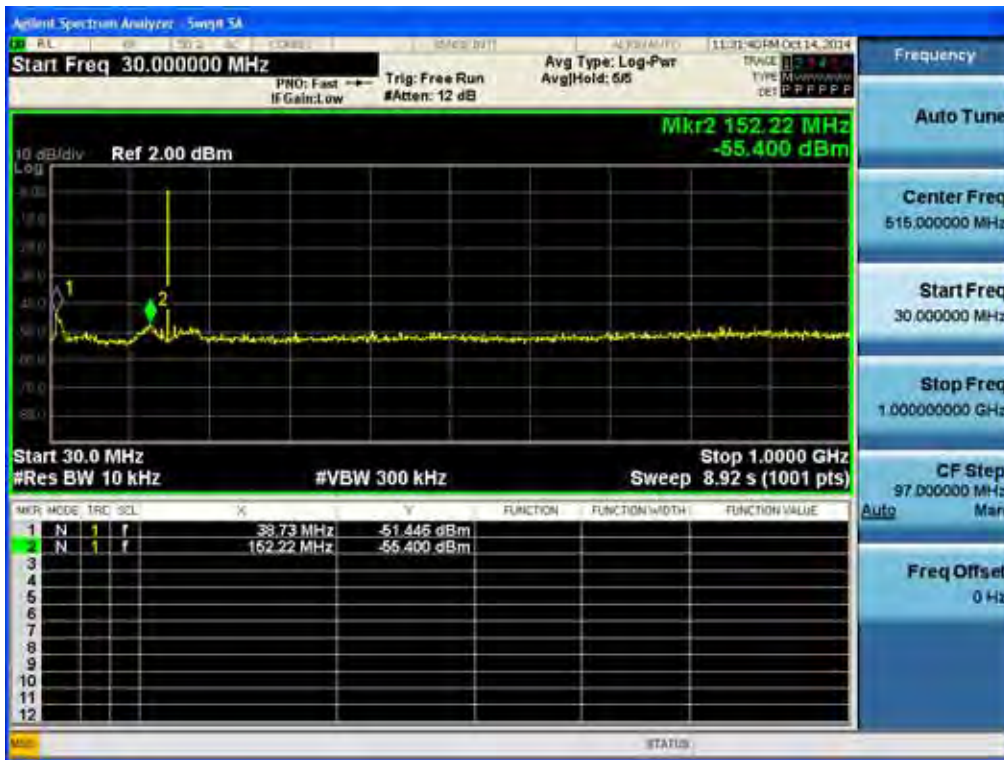 Agilent Spectrum Analyzer - Swept SA
11:31:40 PM Oct 14, 2014
Frequency
Start Freq 30.000000 MHz
PNO: Fast
IFGain:Low
Trig: Free Run
#Atten: 12 dB
Avg Type: Log-Pwr
Avg|Hold: 5/5
TRACE
TYPE
DET P P P P P P
Mkr2 152.22 MHz
-55.400 dBm
10 dB/div
Log
Ref 2.00 dBm
1
2
Start 30.0 MHz
#Res BW 10 kHz
#VBW 300 kHz
Stop 1.0000 GHz
Sweep 8.92 s (1001 pts)
MKR MODE TRC SCL X Y FUNCTION FUNCTION WIDTH FUNCTION VALUE
1 N 1 f 38.73 MHz -51.446 dBm
2 N 1 f 152.22 MHz -55.400 dBm
3
4
5
6
7
8
9
10
11
12
MSG
STATUS
Auto Tune
Center Freq
515.000000 MHz
Start Freq
30.000000 MHz
Stop Freq
1.000000000 GHz
CF Step
97.000000 MHz
Auto Man
Freq Offset
0 Hz